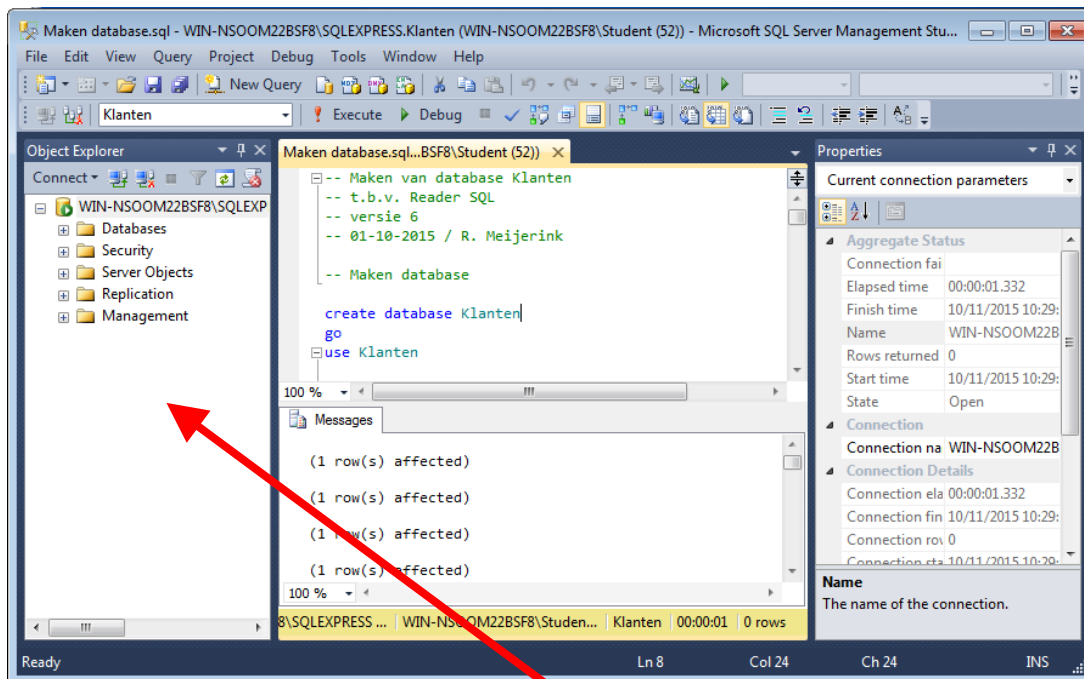 Maken database.sql - WIN-NSOOM22BSF8\SQLEXPRESS.Klanten (WIN-NSOOM22BSF8\Student (52)) - Microsoft SQL Server Management Stu...
File Edit View Query Project Debug Tools Window Help
New Query
Klanten Execute Debug
Object Explorer
Connect
WIN-NSOOM22BSF8\SQLEXP
Databases
Security
Server Objects
Replication
Management
Maken database.sql...BSF8\Student (52))
-- Maken van database Klanten
-- t.b.v. Reader SQL
-- versie 6
-- 01-10-2015 / R. Meijerink
-- Maken database
create database Klanten
go
use Klanten
100 %
Messages
(1 row(s) affected)
(1 row(s) affected)
(1 row(s) affected)
(1 row(s) affected)
100 %
8\SQLEXPRESS ... WIN-NSOOM22BSF8\Studen... Klanten 00:00:01 0 rows
Properties
Current connection parameters
Aggregate Status
Connection fai
Elapsed time 00:00:01.332
Finish time 10/11/2015 10:29:
Name WIN-NSOOM22B
Rows returned 0
Start time 10/11/2015 10:29:
State Open
Connection
Connection na WIN-NSOOM22B
Connection Details
Connection ela 00:00:01.332
Connection fin 10/11/2015 10:29:
Connection rov 0
Connection sta 10/11/2015 10:29:
Name
The name of the connection.
Ready Ln 8 Col 24 Ch 24 INS